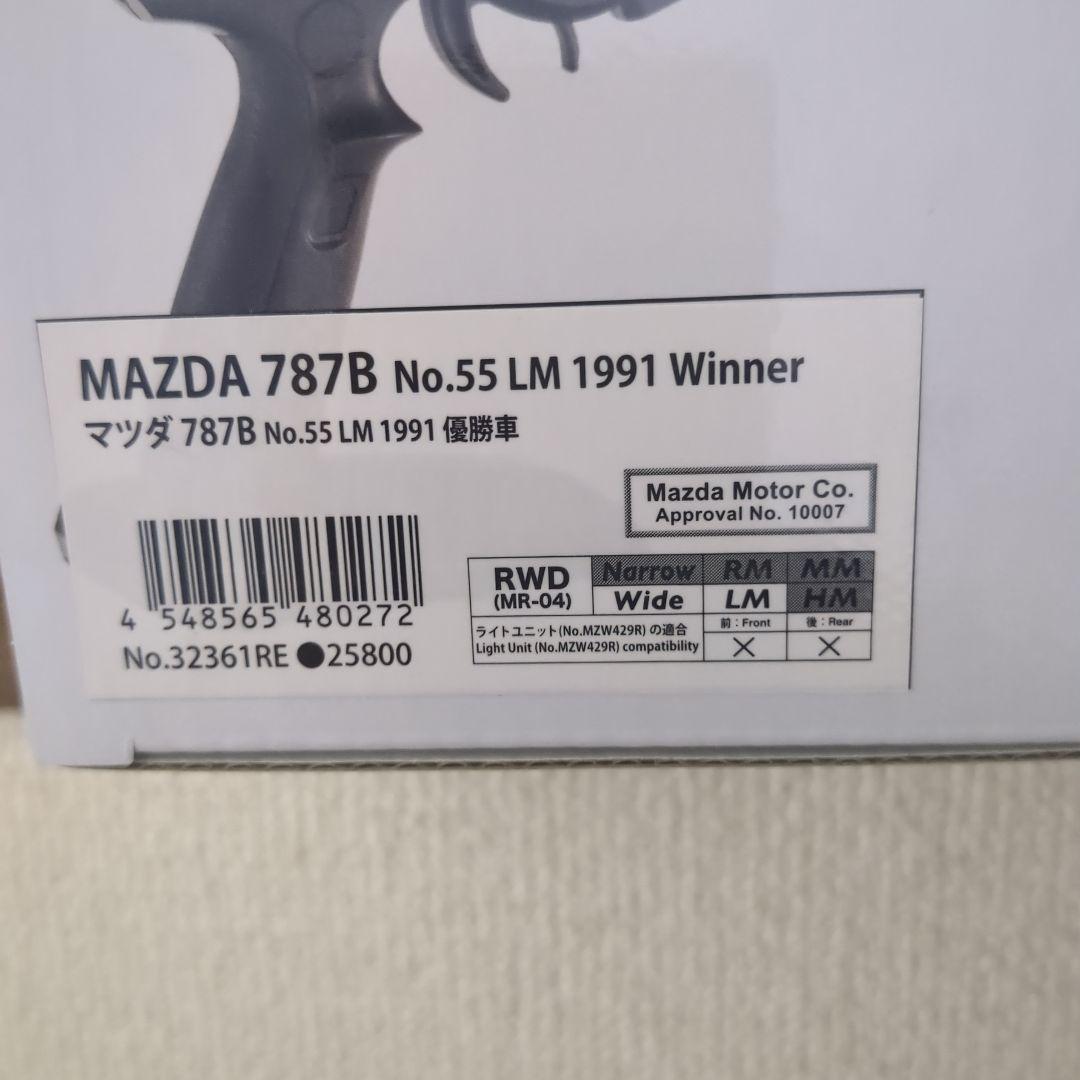 MAZDA 787B No.55 LM 1991 Winner
マツダ 787B No.55 LM 1991 優勝車
Mazda Motor Co.
Approval No. 10007
4 548565 480272
No.32361RE ●25800
RWD
(MR-04)
Narrow RM MM
Wide LM HM
ライトユニット(No.MZW429R) の適合
Light Unit (No.MZW429R) compatibility
前：Front 後：Rear
× ×